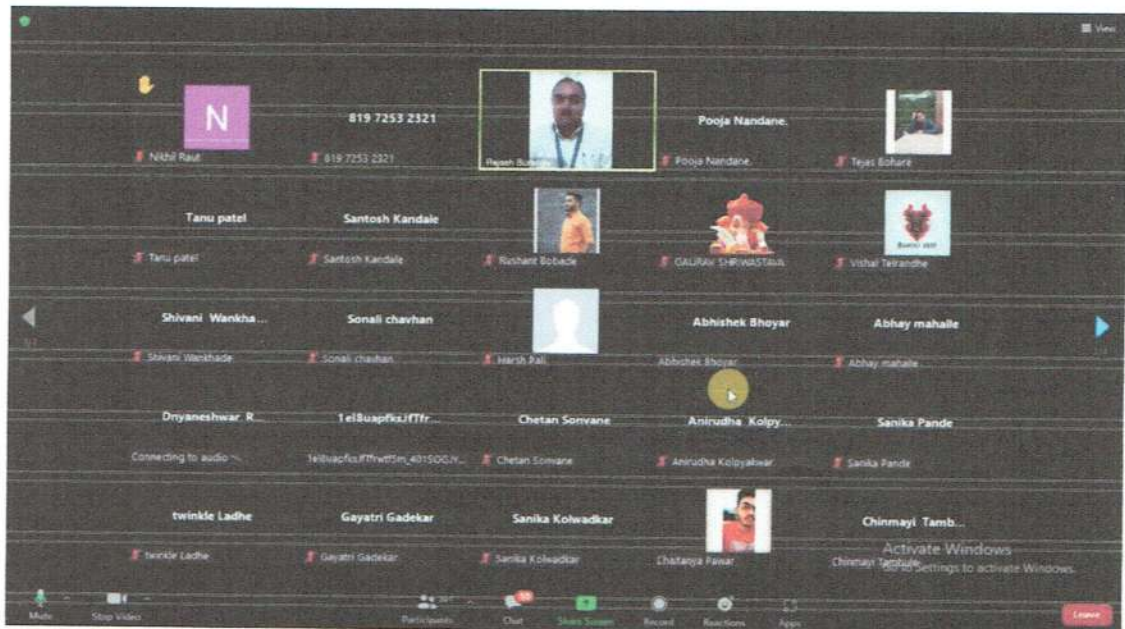 View
N
819 7253 2321
Pooja Nandane.
Nikhil Raut
819 7253 2321
Rajesh
Pooja Nandane.
Tejas Bohare
Tanu patel
Santosh Kandale
Tanu patel
Santosh Kandale
Rushant Bobade
GAURAV SHRIWASTAVA
Vishal Telrandhe
Shivani Wankha...
Sonali chavhan
Abhishek Bhoyar
Abhay mahalle
Shivani Wankhade
Sonali chavhan
Harsh Pali
Abhishek Bhoyar
Abhay mahalle
Dnyaneshwar R...
Chetan Sonvane
Anirudha Kolpy...
Sanika Pande
Connecting to audio
Chetan Sonvane
Anirudha Kolpyakwar
Sanika Pande
twinkle Ladhe
Gayatri Gadekar
Sanika Kolwadkar
Chinmayi Tamb...
twinkle Ladhe
Gayatri Gadekar
Sanika Kolwadkar
Chaitanya Pawar
Chinmayi Tambule
Activate Windows
Go to Settings to activate Windows.
Mute
Stop Video
Participants
Chat
Share Screen
Record
Reactions
Apps
Leave